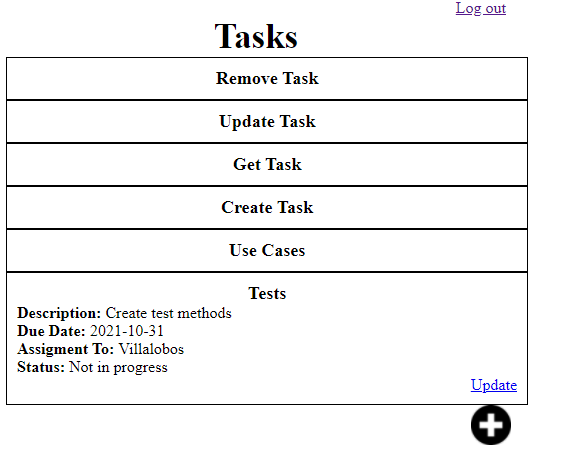 Log out
Tasks
Remove Task
Update Task
Get Task
Create Task
Use Cases
Tests
Description: Create test methods
Due Date: 2021-10-31
Assigment To: Villalobos
Status: Not in progress
Update